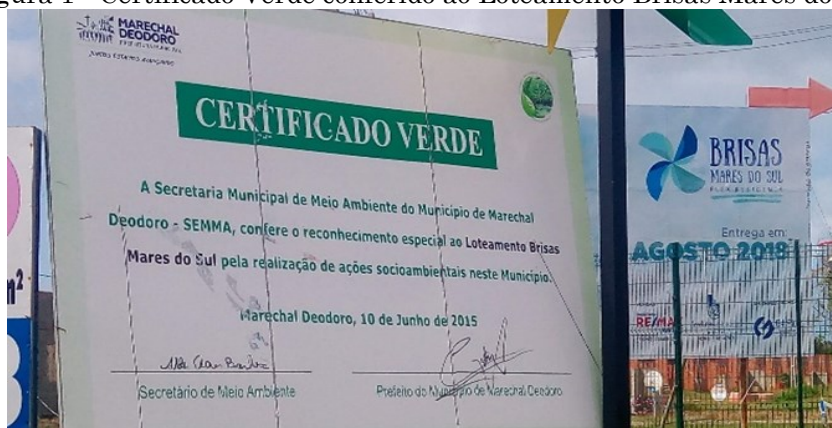 Certificado Verde conferido ao Loteamento Brisas Mares do
MARECHAL
DEODORO
CERTIFICADO VERDE
A Secretaria Municipal de Meio Ambiente do Município de Marechal
Deodoro - SEMMA, confere o reconhecimento especial ao Loteamento Brisas
Mares do Sul pela realização de ações socioambientais neste Município.
Marechal Deodoro, 10 de Junho de 2015
Secretário de Meio Ambiente
Prefeito do Município de Marechal Deodoro
BRISAS
MARES DO SUL
Entrega em:
AGOSTO 2018
RE/MAX